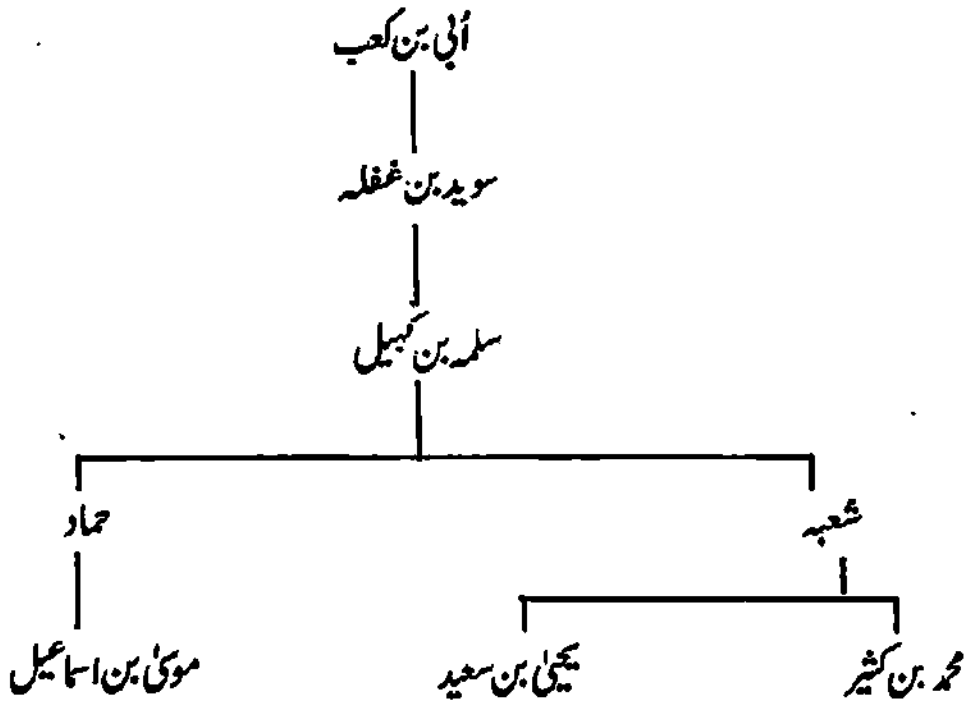 أبی بن کعب
سوید بن غفلہ
سلمہ بن کہیل
شعبہ
حماد
محمد بن کثیر
یحییٰ بن سعید
موسیٰ بن اسماعیل